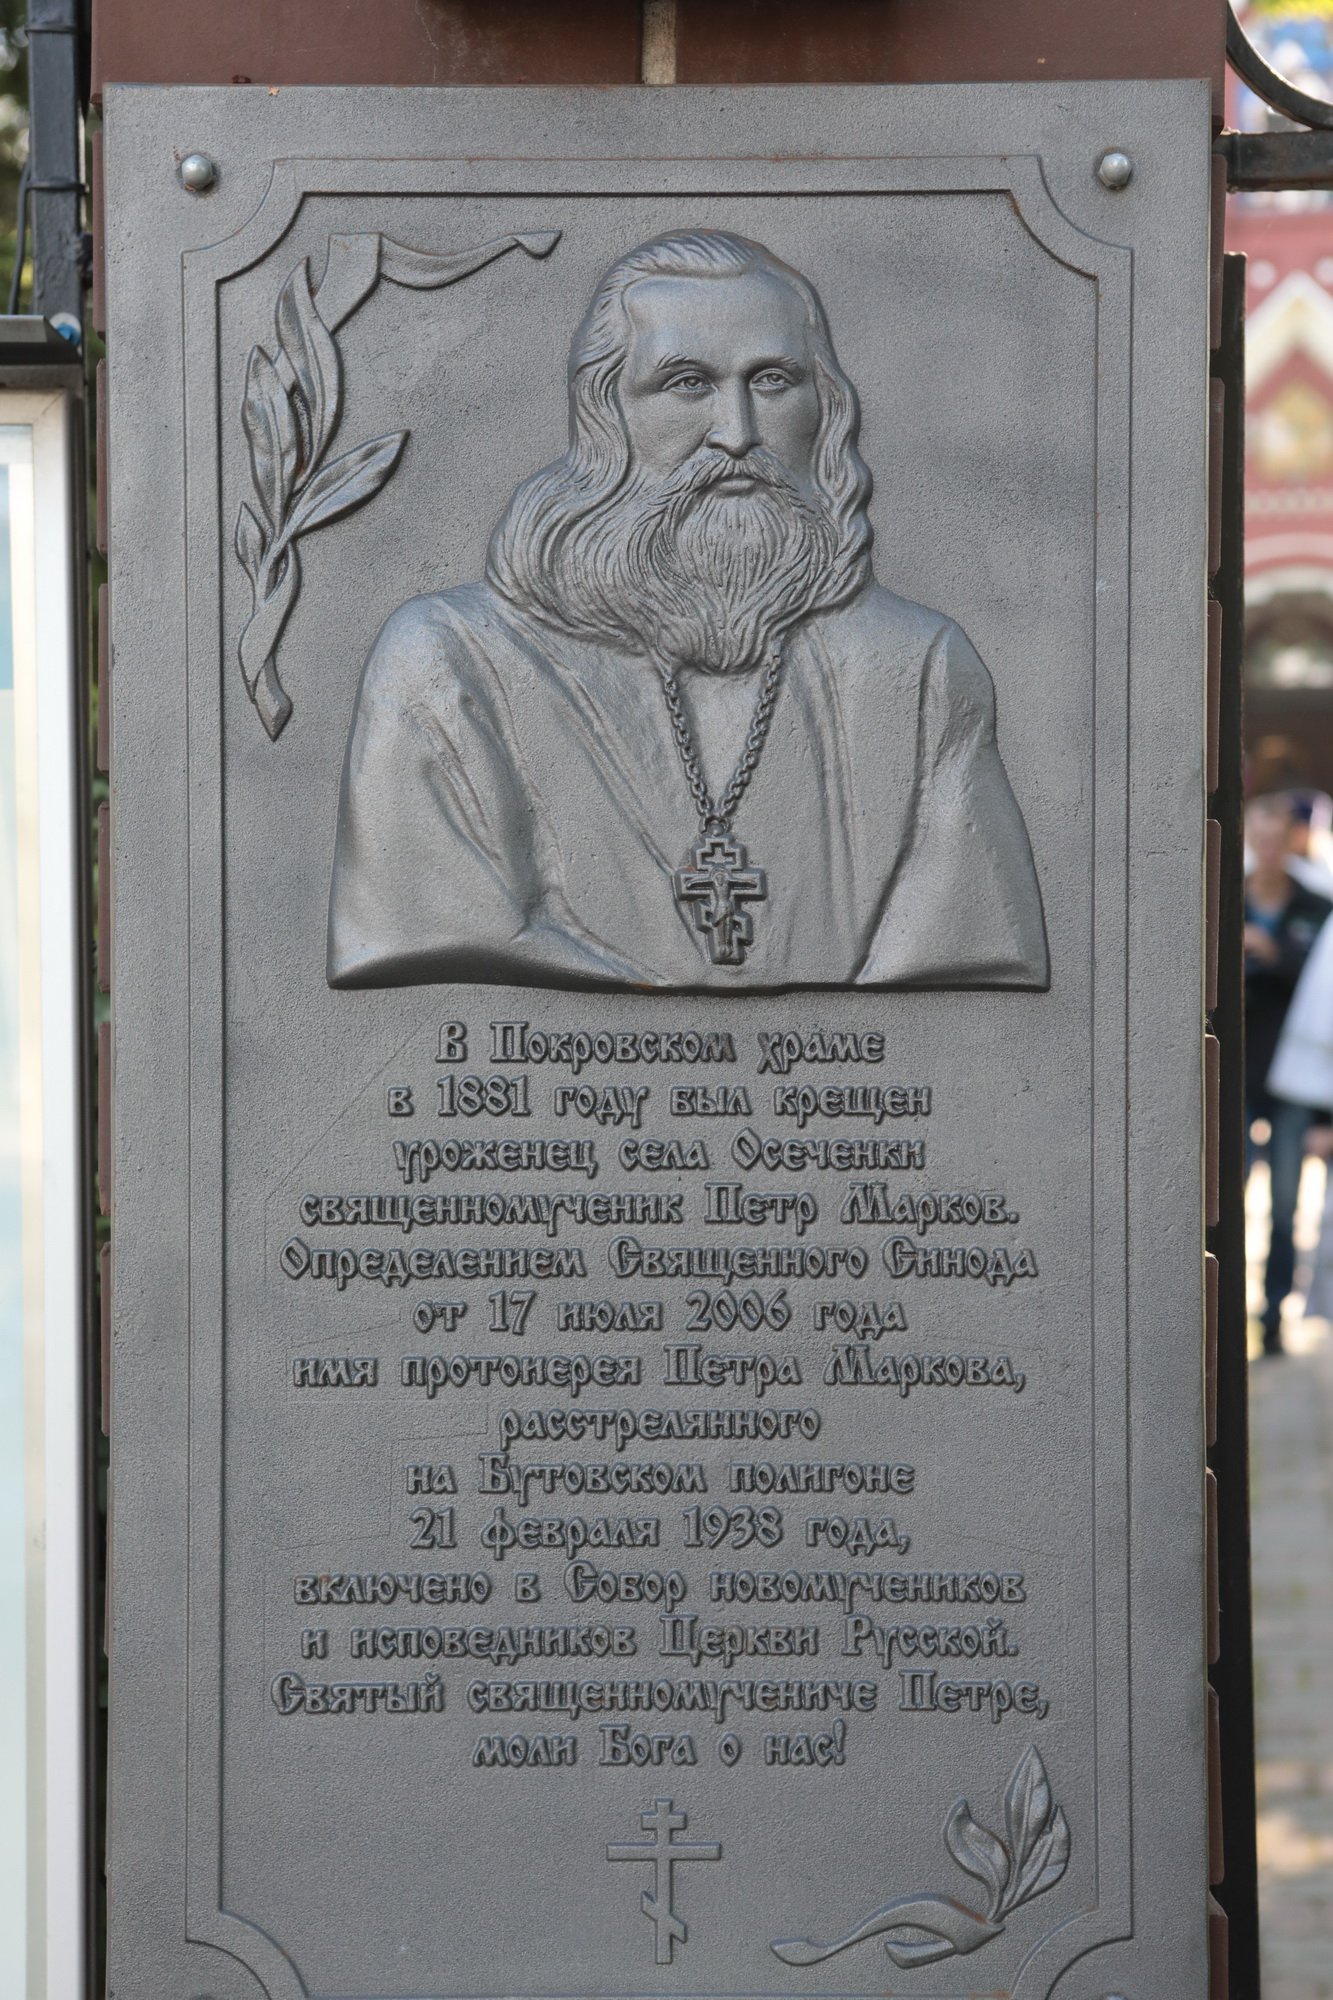 В Покровском храме
в 1881 году был крещен
уроженец села Осеченки
священномученик Петр Марков.
Определением Священного Синода
от 17 июля 2006 года
имя протоиерея Петра Маркова,
расстрелянного
на Бутовском полигоне
21 февраля 1938 года,
включено в Собор новомучеников
и исповедников Церкви Русской.
Святый священномучениче Петре,
моли Бога о нас!